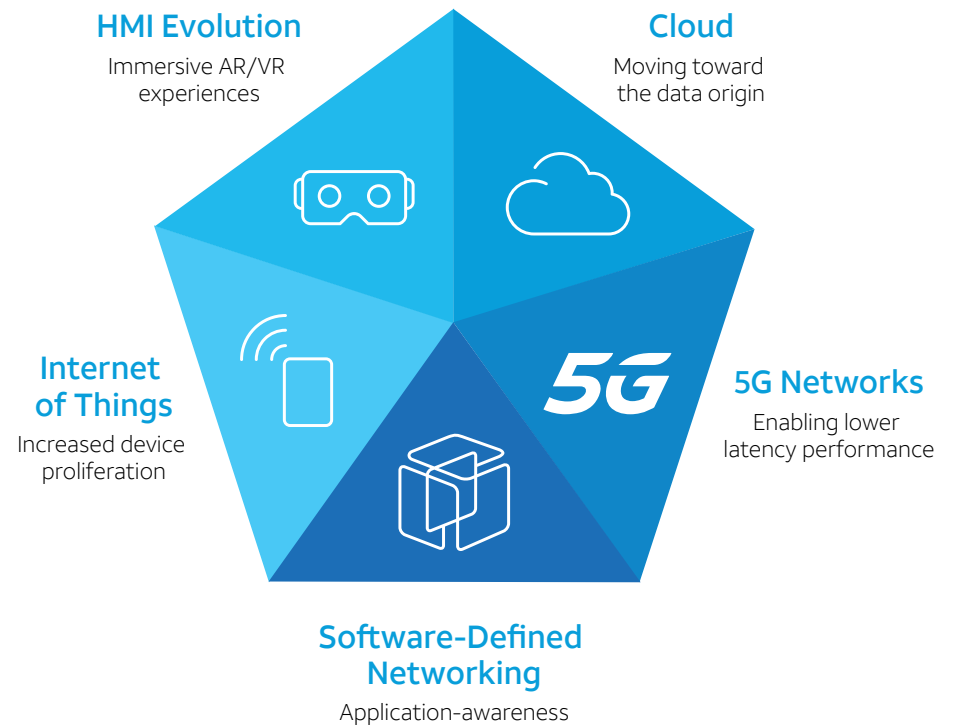 HMI Evolution
Immersive AR/VR
experiences
Cloud
Moving toward
the data origin
Internet
of Things
Increased device
proliferation
5G
5G Networks
Enabling lower
latency performance
Software-Defined
Networking
Application-awareness